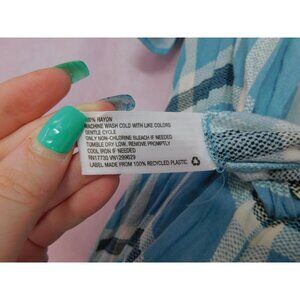 100% RAYON
MACHINE WASH COLD WITH LIKE COLORS
GENTLE CYCLE
ONLY NON-CHLORINE BLEACH IF NEEDED
TUMBLE DRY LOW, REMOVE PROMPTLY
COOL IRON IF NEEDED
RN17730 VN1299629
LABEL MADE FROM 100% RECYCLED PLASTIC